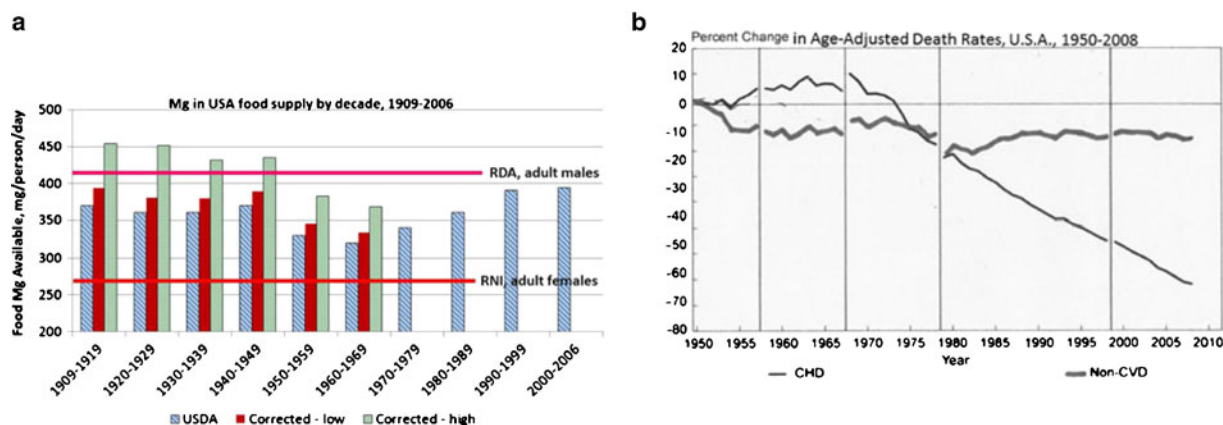 a
Mg in USA food supply by decade, 1909-2006
Food Mg Available, mg/person/day
500
450
400
350
300
250
200
RDA, adult males
RNI, adult females
1909-1919
1920-1929
1930-1939
1940-1949
1950-1959
1960-1969
1970-1979
1980-1989
1990-1999
2000-2006
USDA
Corrected - low
Corrected - high
b
Percent Change in Age-Adjusted Death Rates, U.S.A., 1950-2008
20
10
0
-10
-20
-30
-40
-50
-60
-70
-80
1950 1955 1960 1965 1970 1975 1980 1985 1990 1995 2000 2005 2010
Year
CHD
Non-CVD